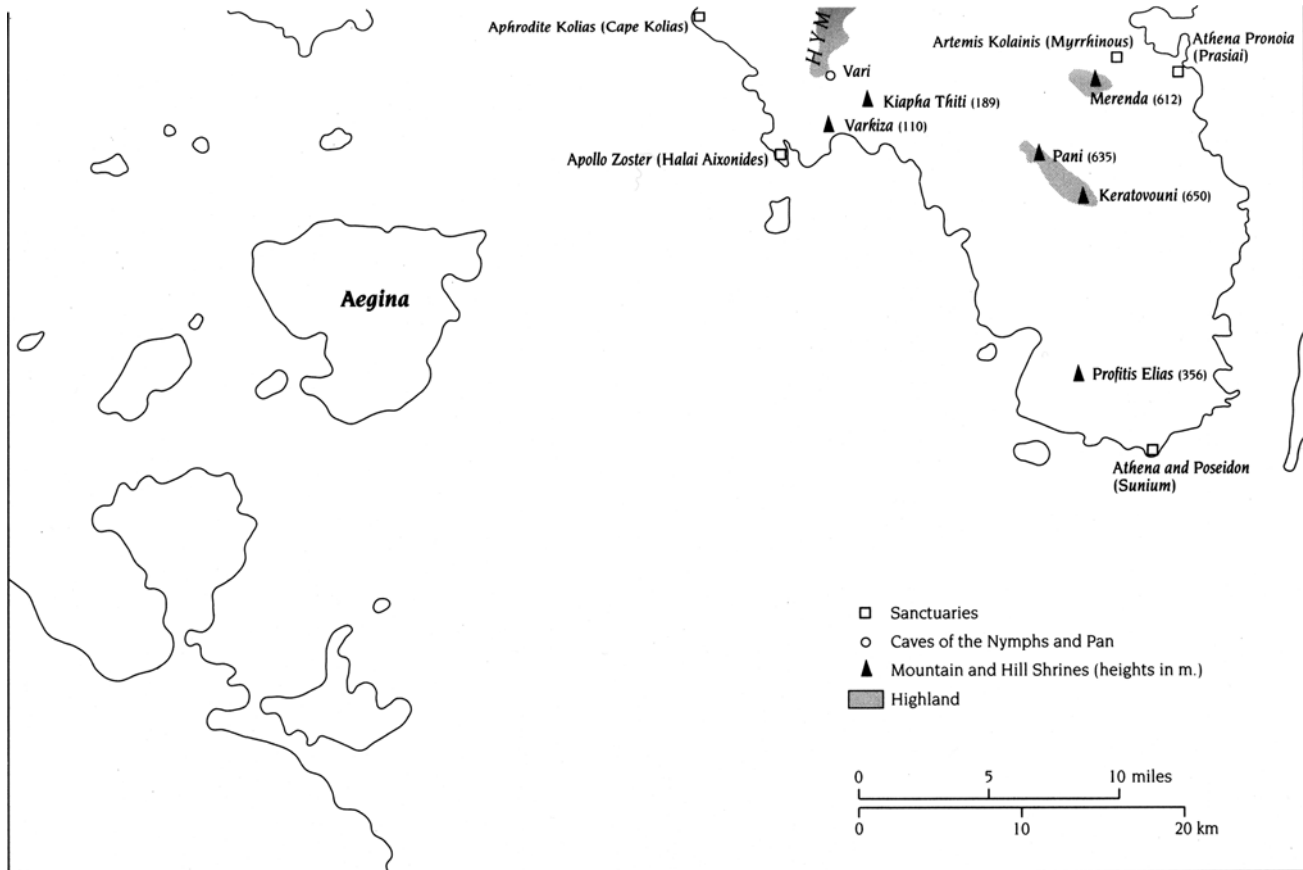 Aphrodite Kolias (Cape Kolias)
HYM
Artemis Kolainis (Myrrhinous)
Athena Pronoia
(Prasiai)
Vari
Merenda (612)
Kiapha Thiti (189)
Varkiza (110)
Apollo Zoster (Halai Aixonides)
Pani (635)
Keratovouni (650)
Aegina
Profitis Elias (356)
Athena and Poseidon
(Sunium)
Sanctuaries
Caves of the Nymphs and Pan
Mountain and Hill Shrines (heights in m.)
Highland
0 5 10 miles
0 10 20 km